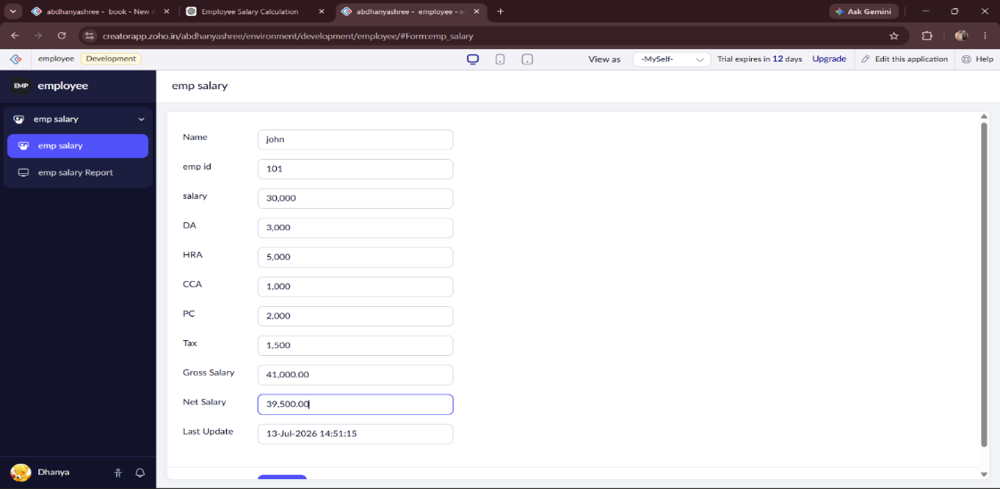 abdhanyashree - book - New A
Employee Salary Calculation
abdhanyashree - employee - e
Ask Gemini
creatorapp.zoho.in/abdhanyashree/environment/development/employee/#Form:emp_salary
employee
Development
View as
-MySelf-
Trial expires in 12 days
Upgrade
Edit this application
Help
EMP
employee
emp salary
emp salary
emp salary
emp salary Report
Name
john
emp id
101
salary
30,000
DA
3,000
HRA
5,000
CCA
1,000
PC
2,000
Tax
1,500
Gross Salary
41,000.00
Net Salary
39,500.00
Last Update
13-Jul-2026 14:51:15
Dhanya